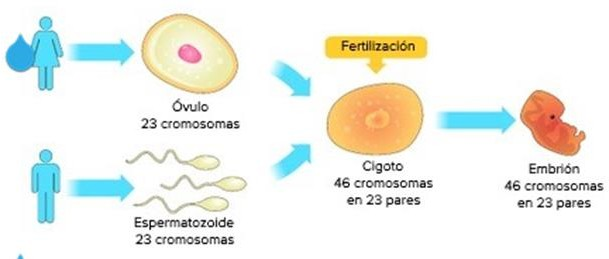 Fertilización
Óvulo
23 cromosomas
Cigoto
46 cromosomas
en 23 pares
Embrión
46 cromosomas
en 23 pares
Espermatozoide
23 cromosomas